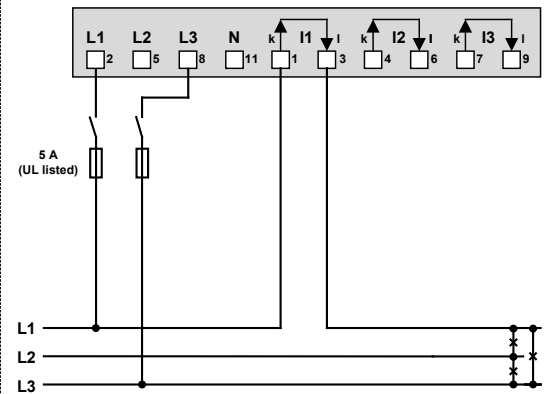 k I1 l k I2 l k I3 l
L1 L2 L3 N
2 5 8 11 1 3 4 6 7 9
5 A
(UL listed)
L1
L2
L3